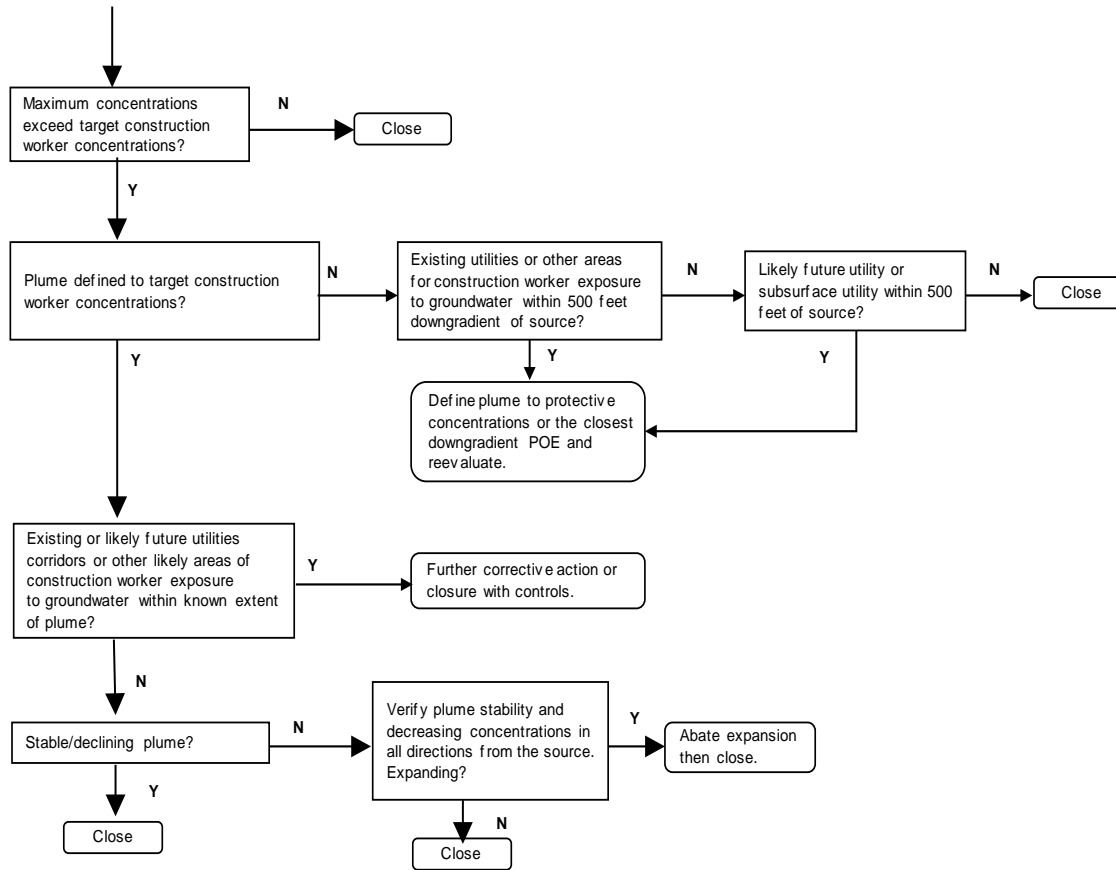 Maximum concentrations
exceed target construction
worker concentrations?
N
Close
Y
Plume defined to target construction
worker concentrations?
N
Existing utilities or other areas
for construction worker exposure
to groundwater within 500 feet
downgradient of source?
N
Likely future utility or
subsurface utility within 500
feet of source?
N
Close
Y
Y
Y
Define plume to protective
concentrations or the closest
downgradient POE and
reevaluate.
Existing or likely future utilities
corridors or other likely areas of
construction worker exposure
to groundwater within known extent
of plume?
Y
Further corrective action or
closure with controls.
N
Stable/declining plume?
N
Verify plume stability and
decreasing concentrations in
all directions from the source.
Expanding?
Y
Abate expansion
then close.
Y
Close
N
Close